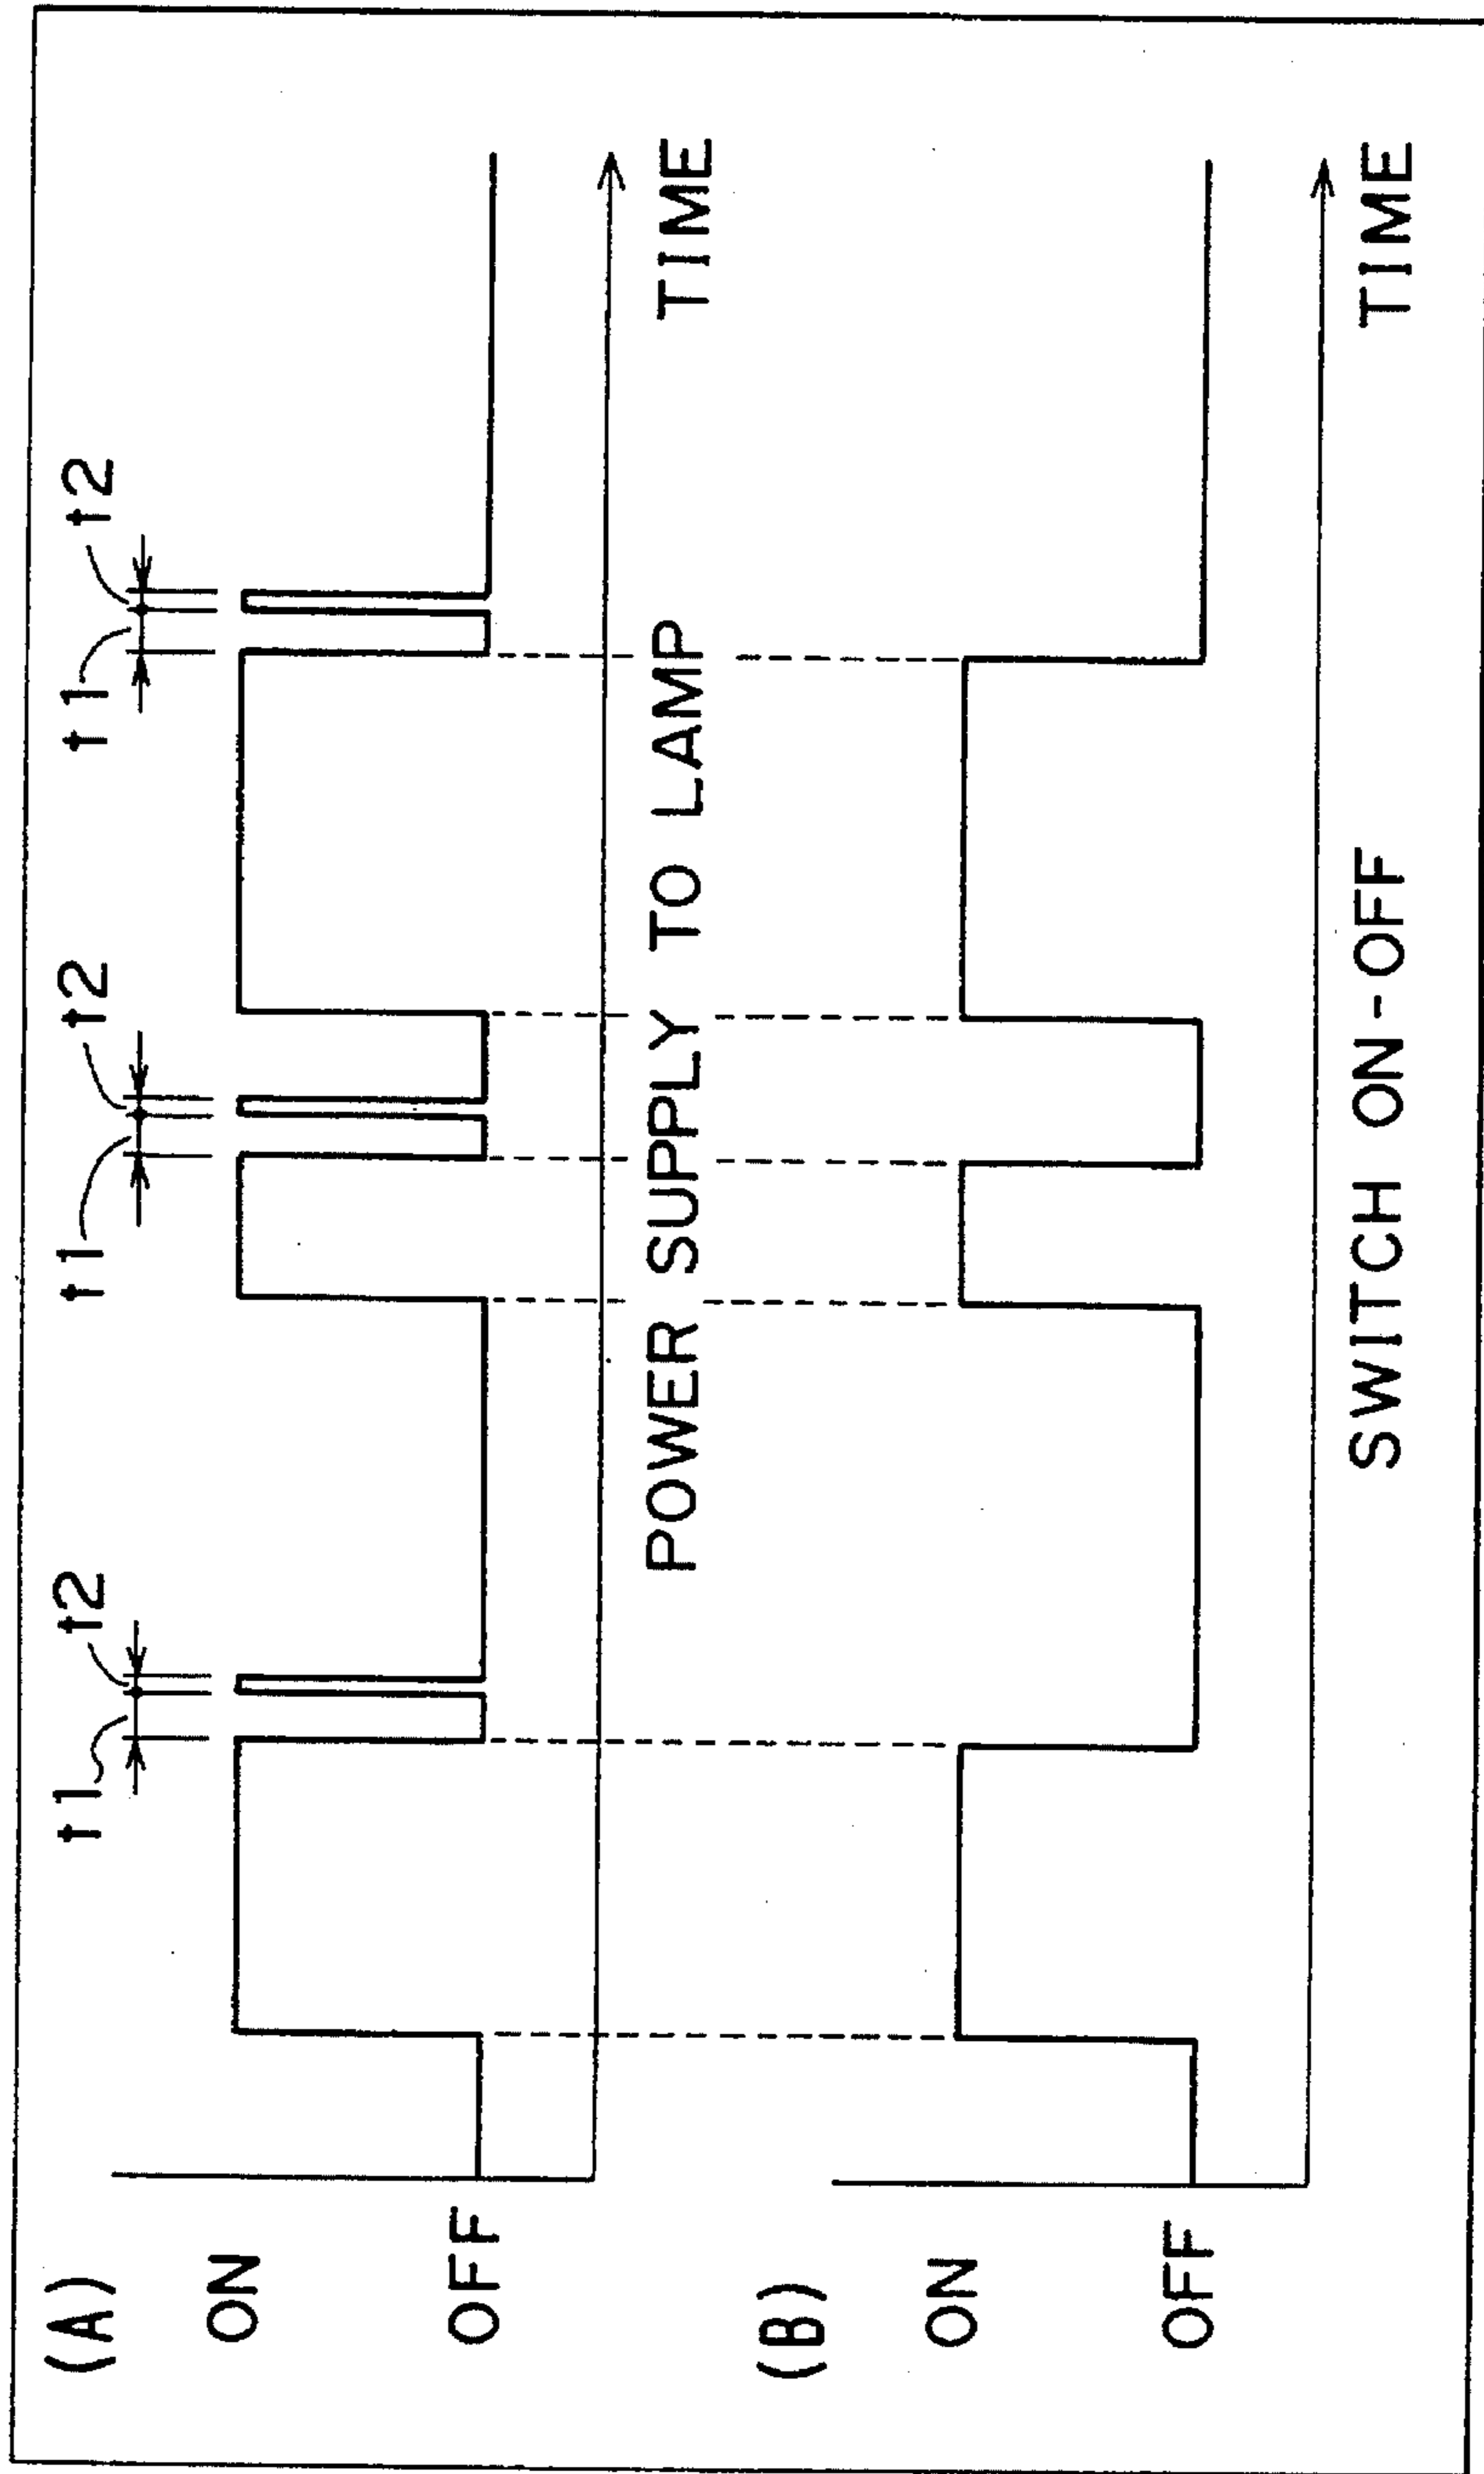 (A)
t1 t2 t1 t2 t1 t2
ON
OFF
POWER SUPPLY TO LAMP TIME
(B)
ON
OFF
SWITCH ON-OFF TIME